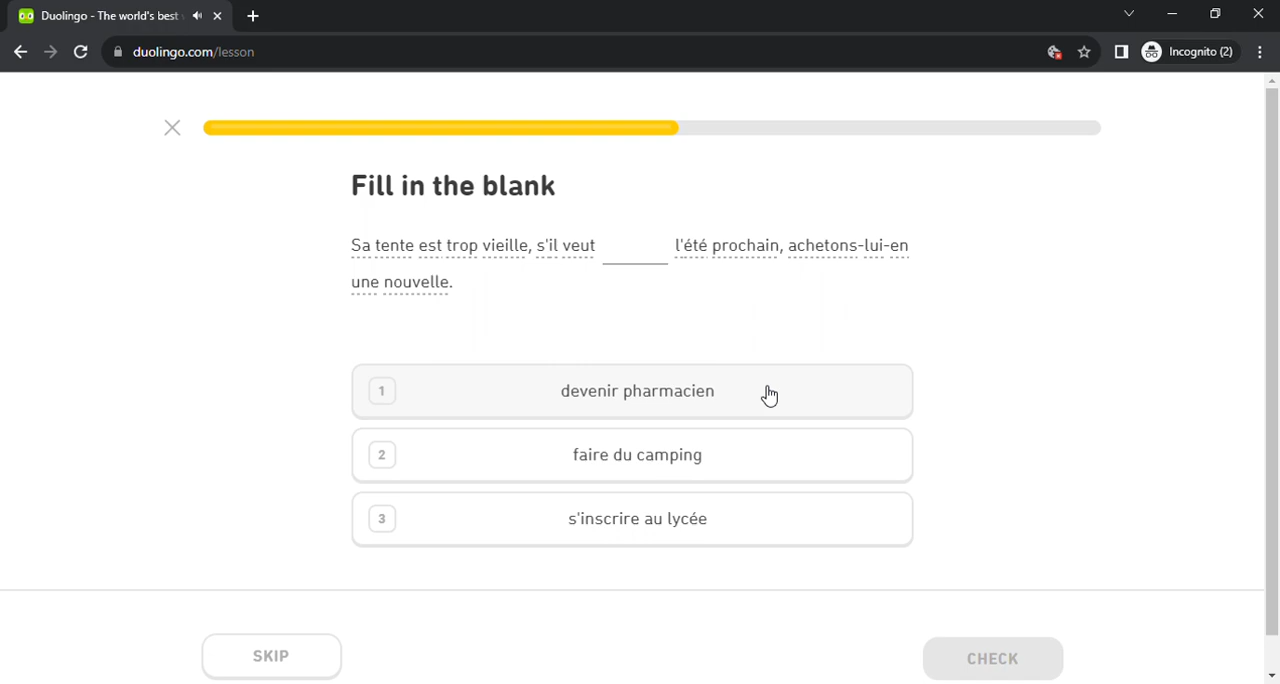 Duolingo - The world's best
duolingo.com/lesson
Incognito (2)
Fill in the blank
Sa tente est trop vieille, s'il veut ______ l'été prochain, achetons-lui-en
une nouvelle.
1 devenir pharmacien
2 faire du camping
3 s'inscrire au lycée
SKIP
CHECK